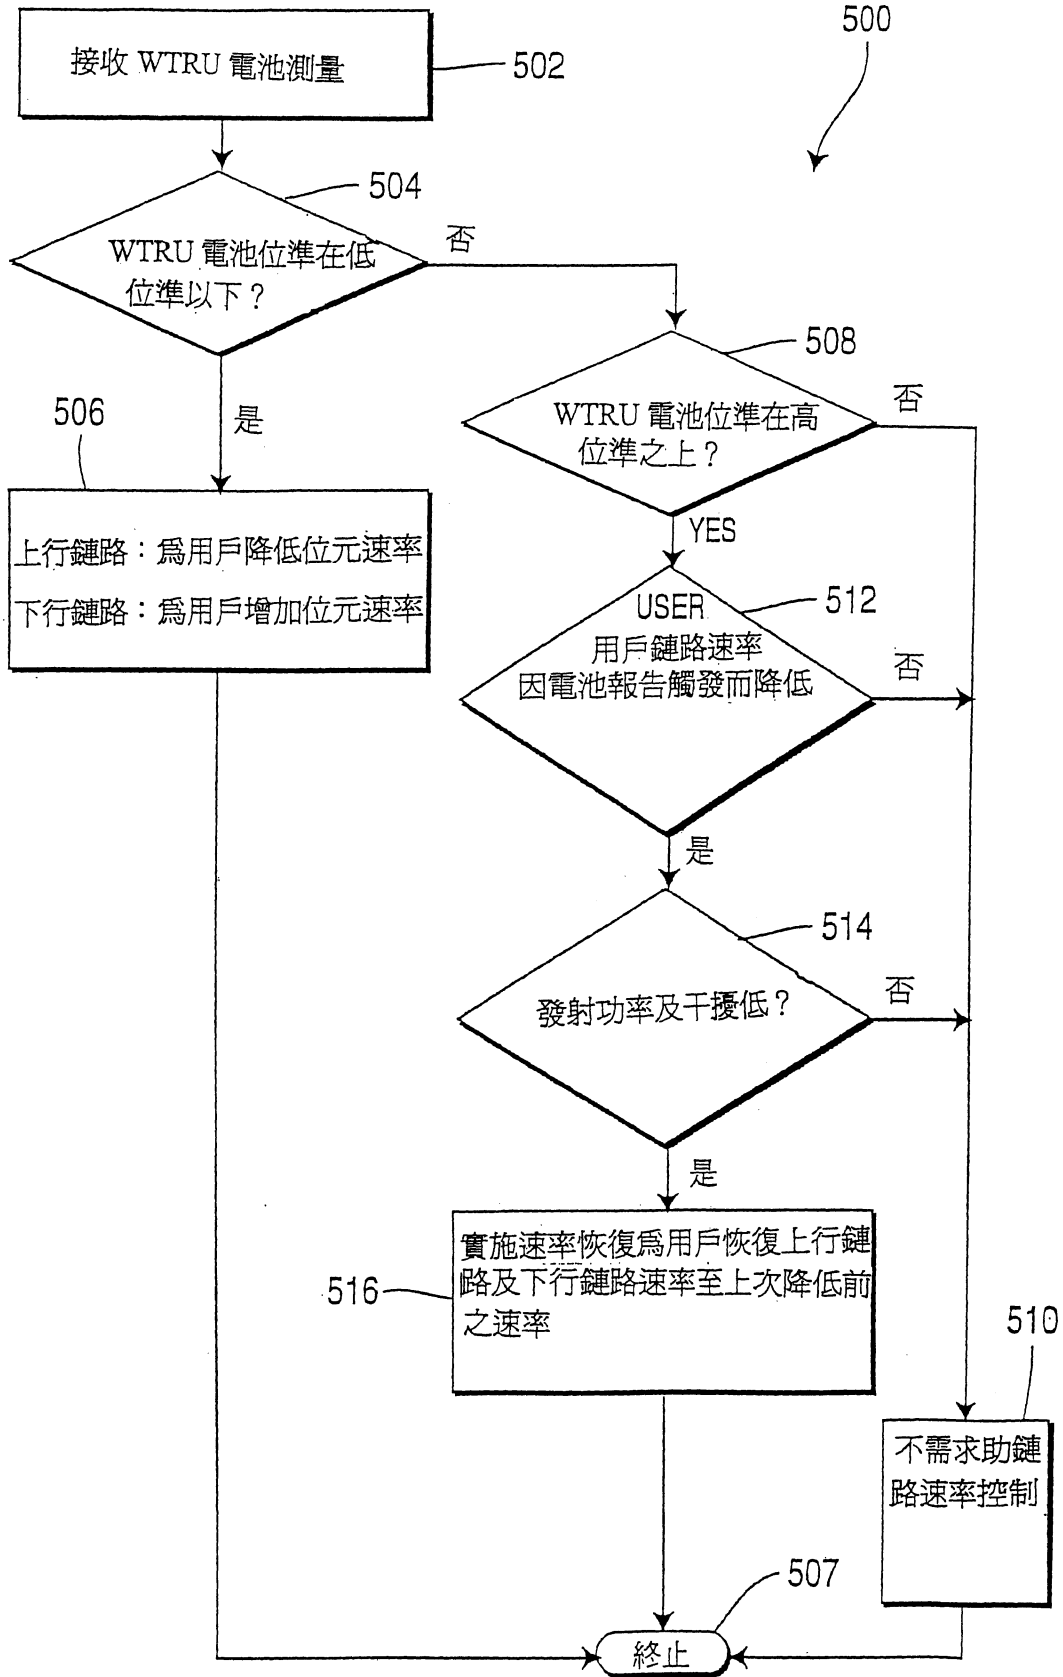 500
接收 WTRU 電池測量
502
504
WTRU 電池位準在低
位準以下？
否
508
WTRU 電池位準在高
位準之上？
否
506
是
上行鏈路：為用戶降低位元速率
下行鏈路：為用戶增加位元速率
YES
512
USER
用戶鏈路速率
因電池報告觸發而降低
否
是
514
發射功率及干擾低？
否
是
516
實施速率恢復為用戶恢復上行鏈
路及下行鏈路速率至上次降低前
之速率
510
不需求助鏈
路速率控制
507
終止